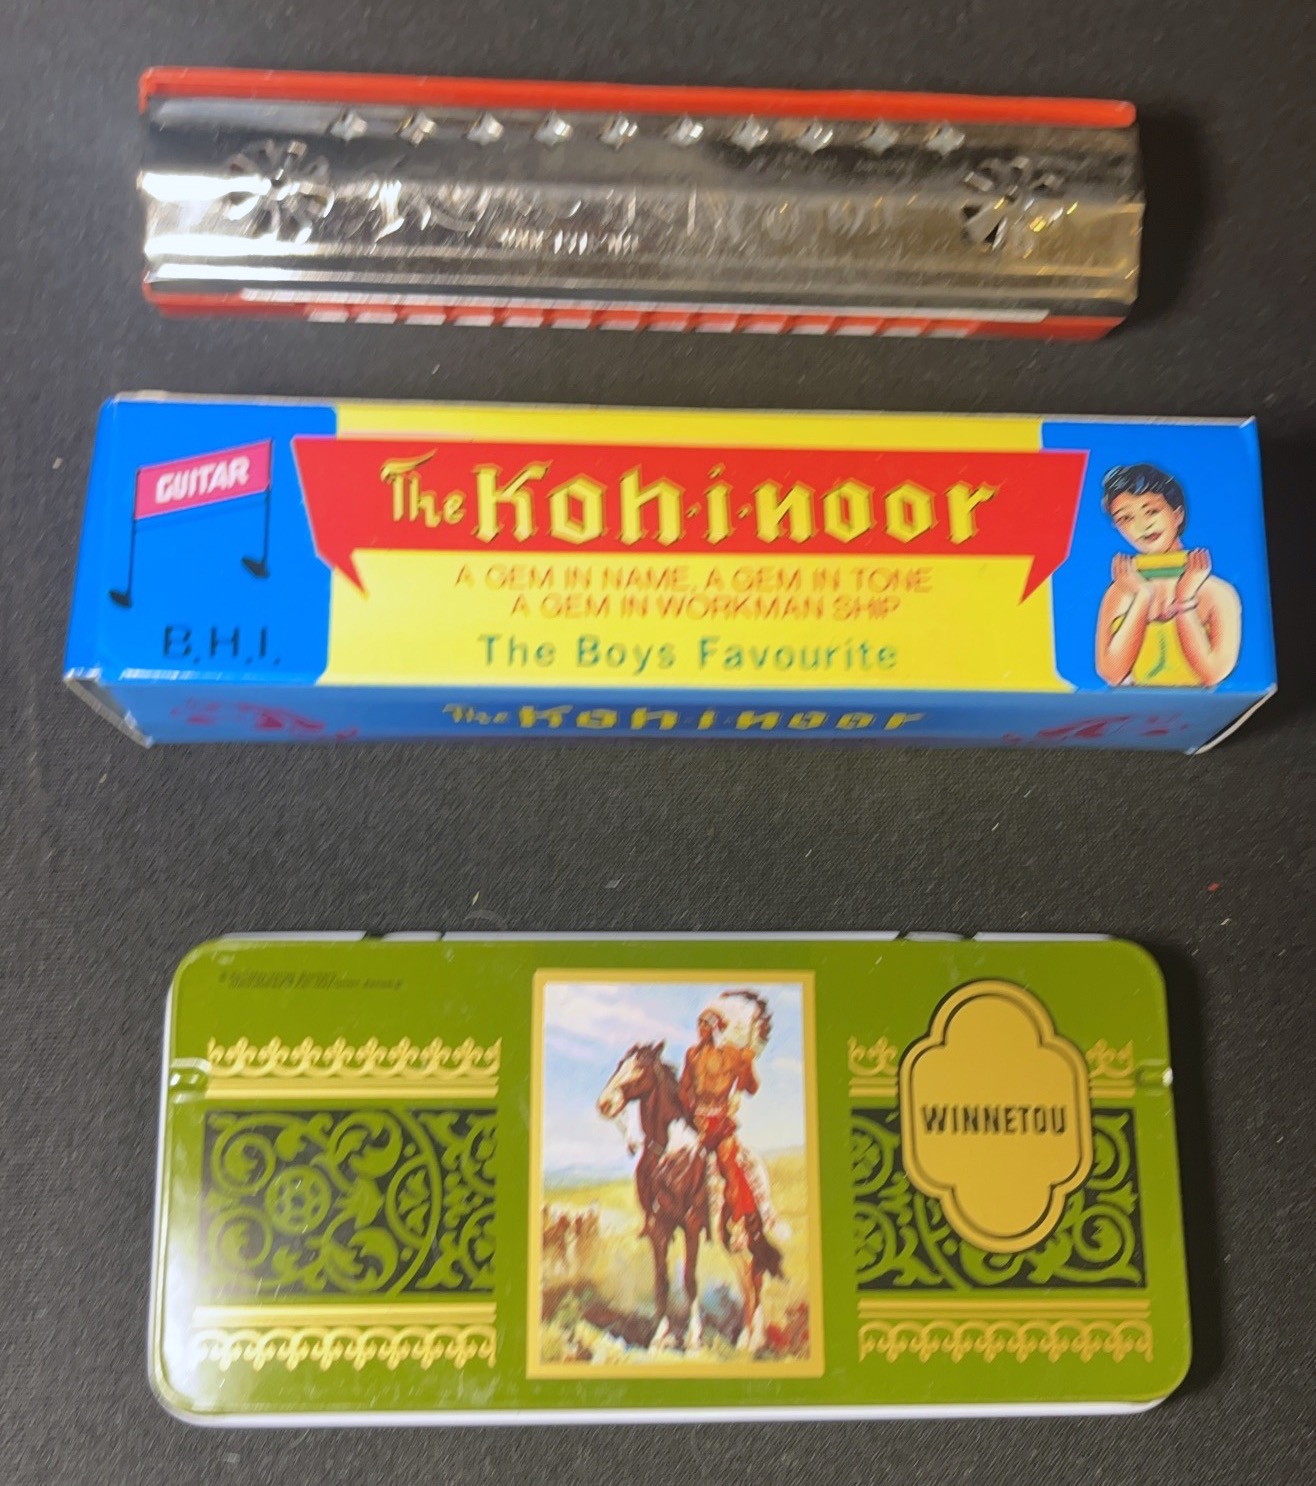 GUITAR
The Koh·i·noor
A GEM IN NAME, A GEM IN TONE
A GEM IN WORKMAN SHIP
The Boys Favourite
B.H.I.
The Koh·i·noor
WINNETOU